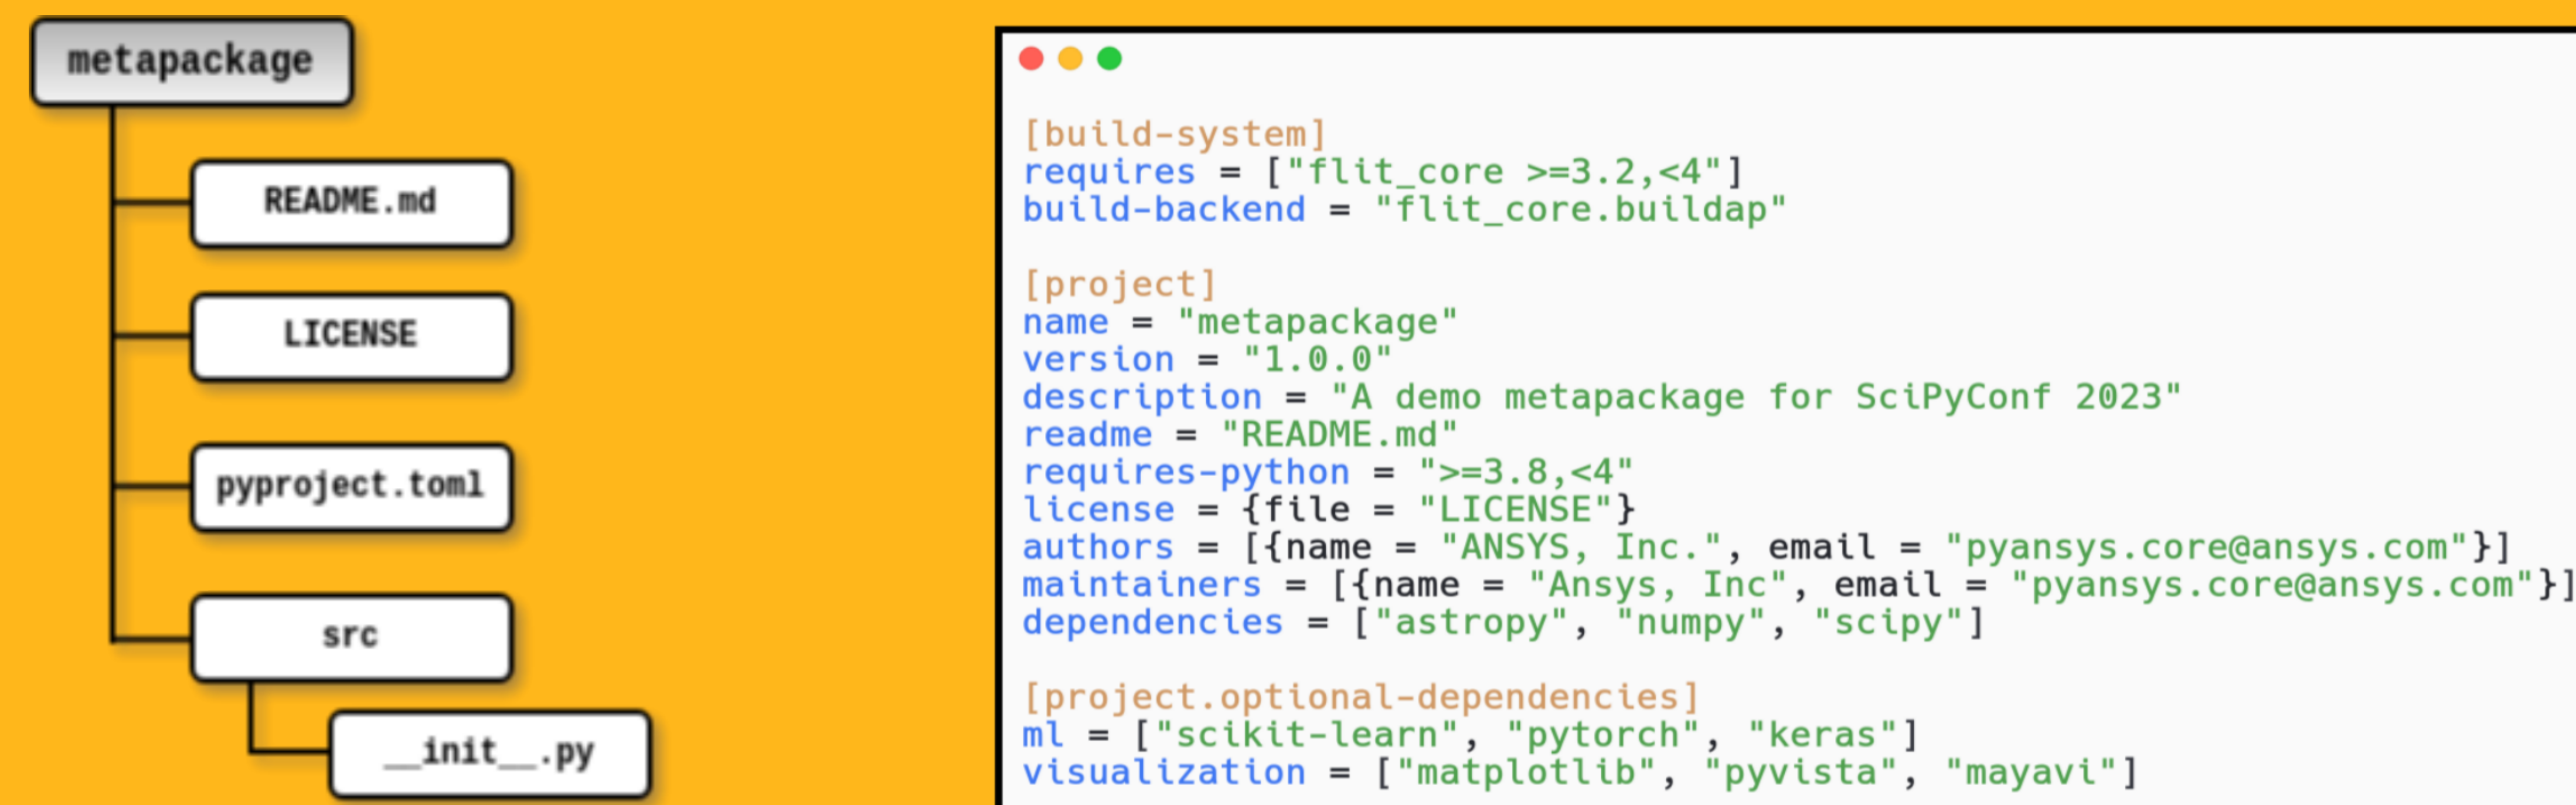 metapackage
README.md
LICENSE
pyproject.toml
src
__init__.py
[build-system]
requires = ["flit_core >=3.2,<4"]
build-backend = "flit_core.buildap"
[project]
name = "metapackage"
version = "1.0.0"
description = "A demo metapackage for SciPyConf 2023"
readme = "README.md"
requires-python = ">=3.8,<4"
license = {file = "LICENSE"}
authors = [{name = "ANSYS, Inc.", email = "pyansys.core@ansys.com"}]
maintainers = [{name = "Ansys, Inc", email = "pyansys.core@ansys.com"}]
dependencies = ["astropy", "numpy", "scipy"]
[project.optional-dependencies]
ml = ["scikit-learn", "pytorch", "keras"]
visualization = ["matplotlib", "pyvista", "mayavi"]